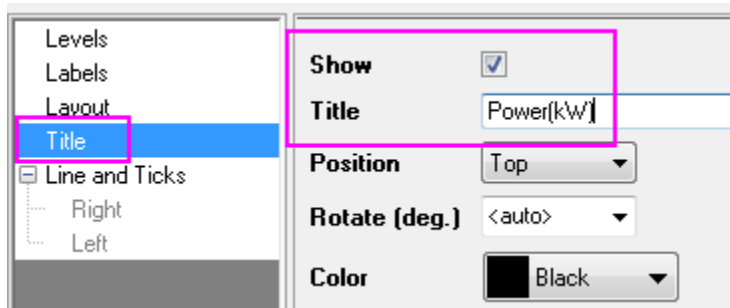 Levels
Labels
Layout
Title
Line and Ticks
Right
Left
Show
Title Power(kW)
Position Top
Rotate (deg.) <auto>
Color Black